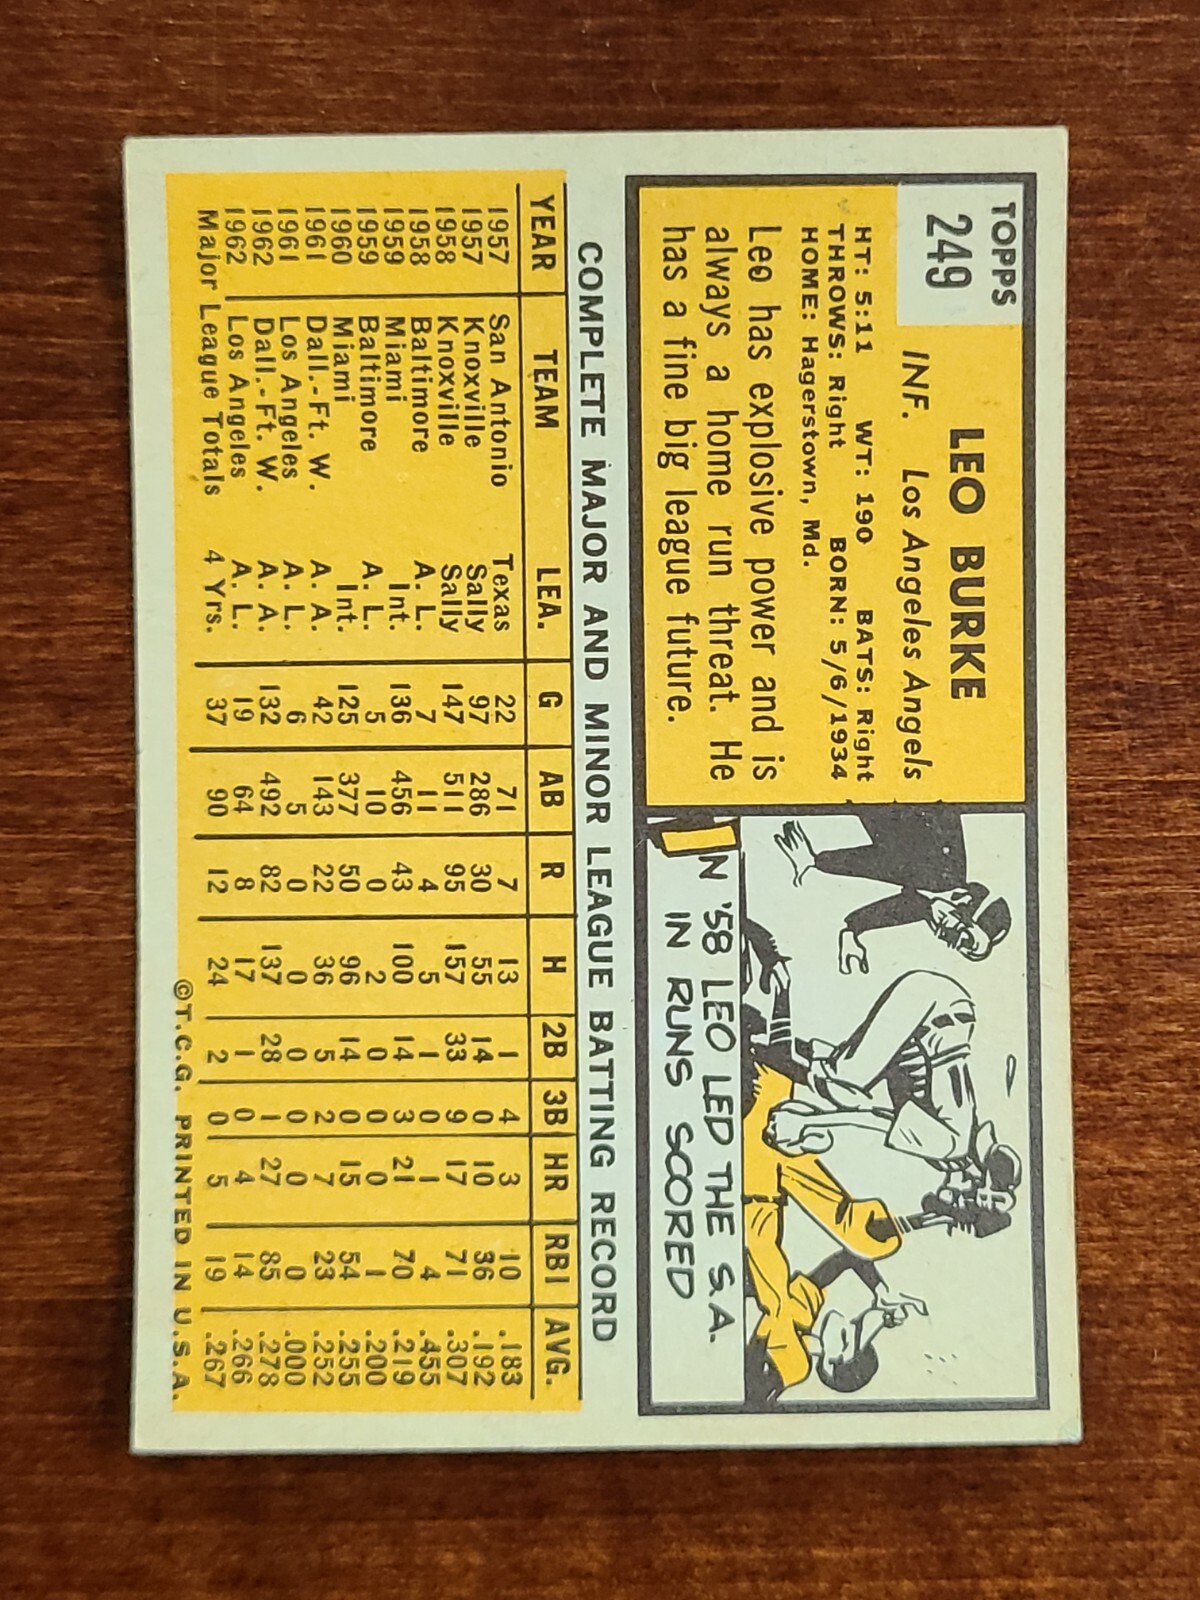 TOPPS
249
LEO BURKE
INF. Los Angeles Angels
HT: 5:11 WT: 190 BATS: Right
THROWS: Right BORN: 5/6/1934
HOME: Hagerstown, Md.
Leo has explosive power and is
always a home run threat. He
has a fine big league future.
IN '58 LEO LED THE S.A.
IN RUNS SCORED
COMPLETE MAJOR AND MINOR LEAGUE BATTING RECORD
YEAR TEAM LEA. G AB R H 2B 3B HR RBI AVG.
1957 San Antonio Texas 22 71 7 13 1 4 3 10 .183
1957 Knoxville Sally 97 286 30 55 14 0 10 36 .192
1958 Knoxville Sally 147 511 95 157 33 9 17 71 .307
1958 Baltimore A. L. 7 11 4 5 1 0 1 4 .455
1959 Miami Int. 136 456 43 100 14 3 21 70 .219
1959 Baltimore A. L. 5 10 0 2 0 0 0 1 .200
1960 Miami Int. 125 377 50 96 14 0 15 54 .255
1961 Dall.-Ft. W. A. A. 42 143 22 36 5 2 7 23 .252
1961 Los Angeles A. L. 6 5 0 0 0 0 0 0 .000
1962 Dall.-Ft. W. A. A. 132 492 82 137 28 1 27 85 .278
1962 Los Angeles A. L. 19 64 8 17 1 0 4 14 .266
Major League Totals 4 Yrs. 37 90 12 24 2 0 5 19 .267
©T.C.G. PRINTED IN U.S.A.